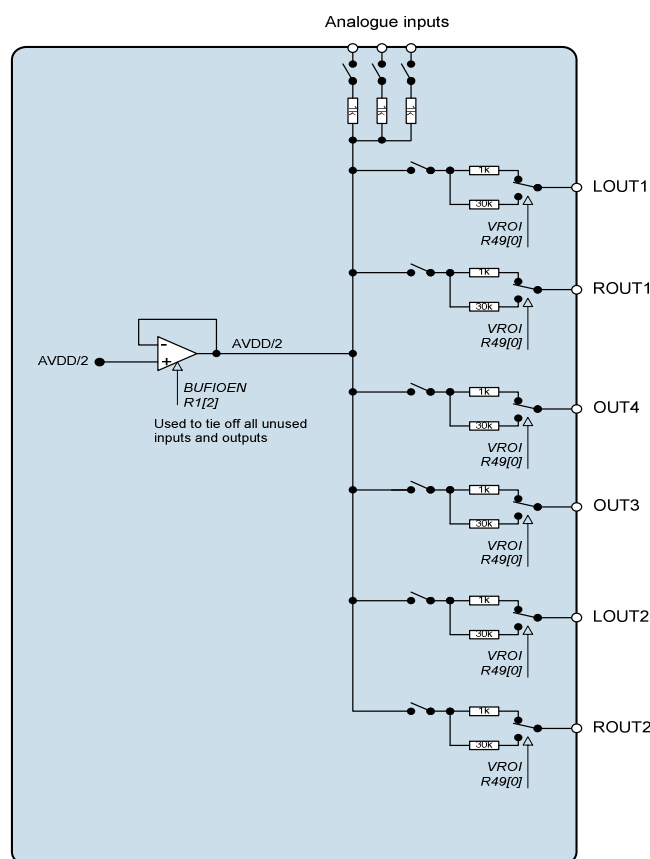 Analogue inputs
1k 1k 1k
1k
LOUT1
30k
VROI
R49[0]
1k
ROUT1
30k
VROI
R49[0]
AVDD/2
-
+
AVDD/2
BUFIOEN
R1[2]
Used to tie off all unused
inputs and outputs
1k
OUT4
30k
VROI
R49[0]
1k
OUT3
30k
VROI
R49[0]
1k
LOUT2
30k
VROI
R49[0]
1k
ROUT2
30k
VROI
R49[0]